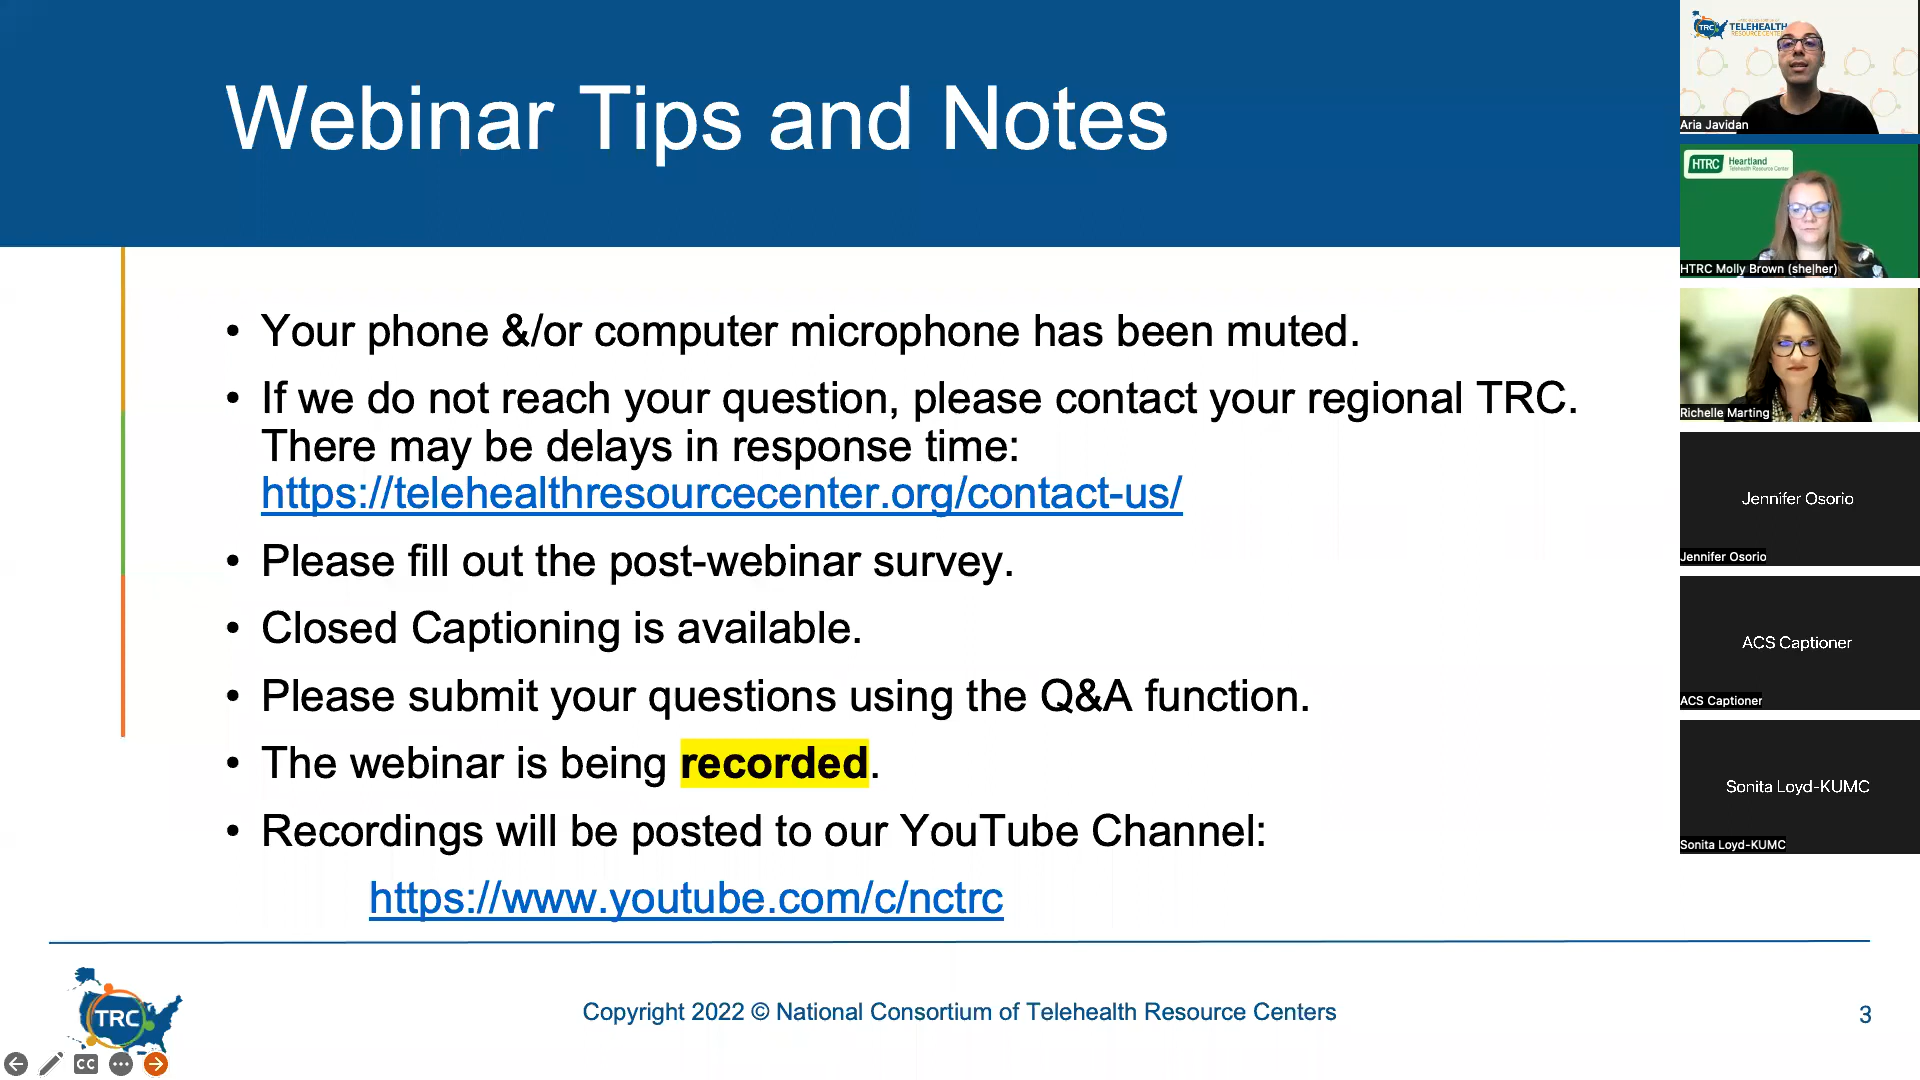 Webinar Tips and Notes
• Your phone &/or computer microphone has been muted.
• If we do not reach your question, please contact your regional TRC.
There may be delays in response time:
https://telehealthresourcecenter.org/contact-us/
• Please fill out the post-webinar survey.
• Closed Captioning is available.
• Please submit your questions using the Q&A function.
• The webinar is being recorded.
• Recordings will be posted to our YouTube Channel:
https://www.youtube.com/c/nctrc
TRC
Copyright 2022 © National Consortium of Telehealth Resource Centers
3
CC
TRC
TELEHEALTH
Aria Javidan
HTRC
Heartland
Telehealth Resource Center
HTRC Molly Brown (she|her)
Richelle Marting
Jennifer Osorio
Jennifer Osorio
ACS Captioner
ACS Captioner
Sonita Loyd-KUMC
Sonita Loyd-KUMC